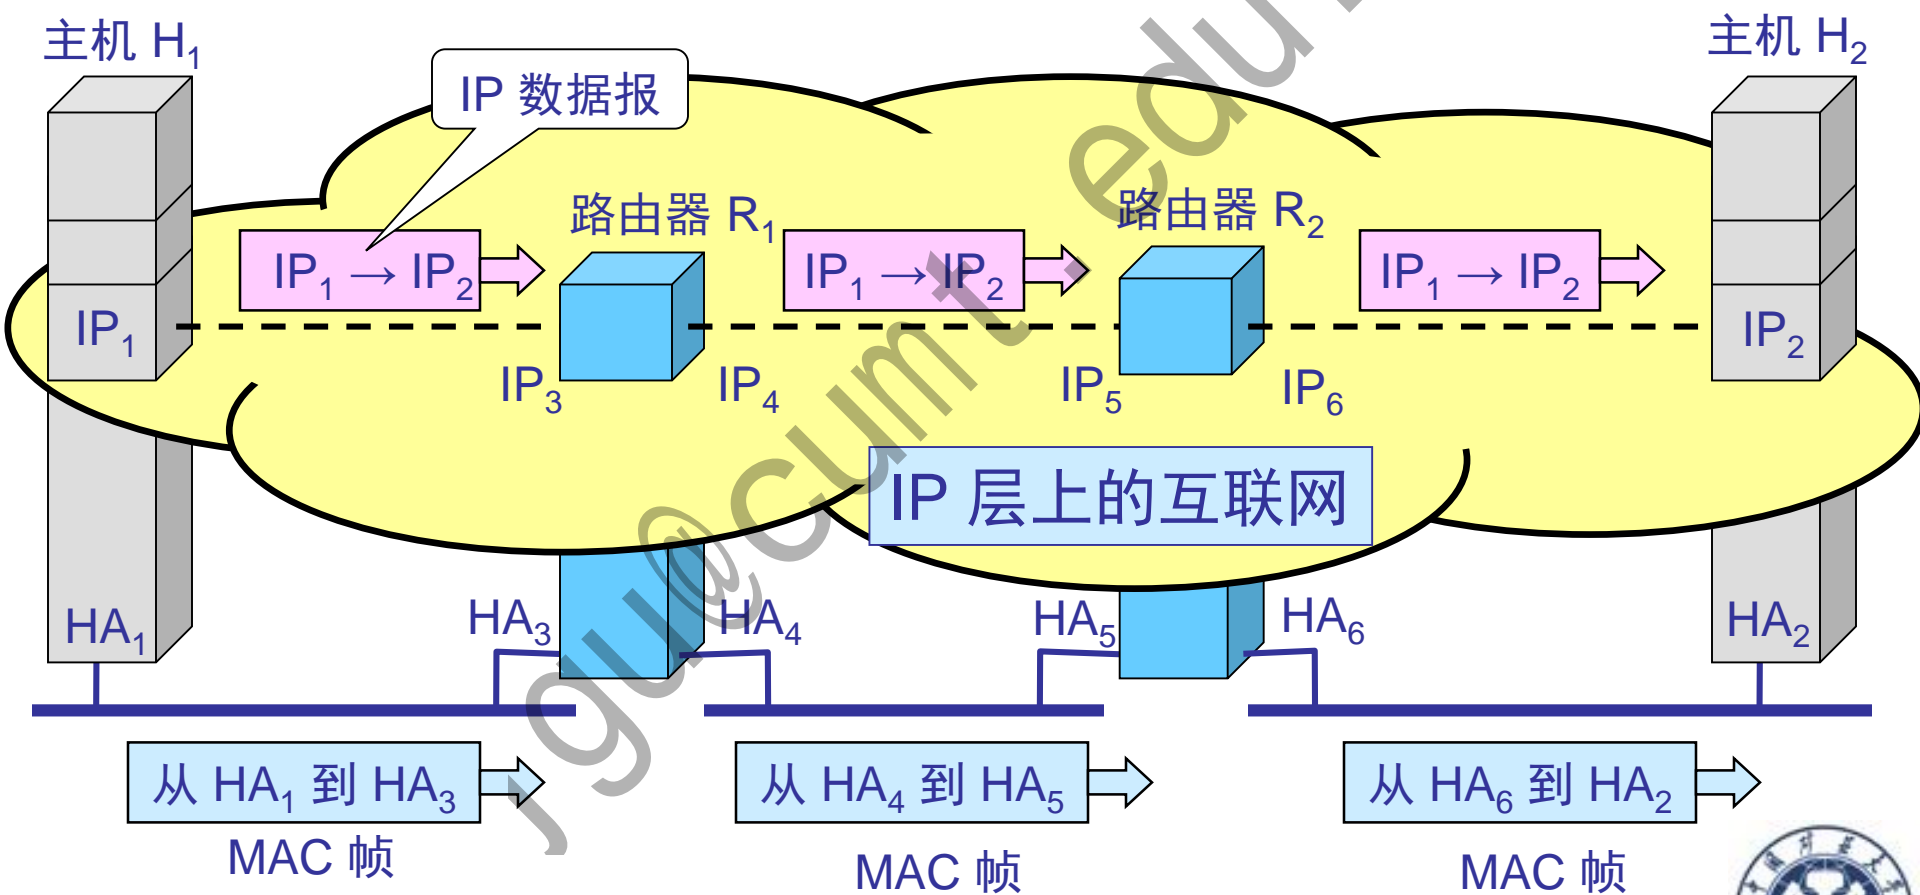 主机 H₁
主机 H₂
IP 数据报
路由器 R₁
路由器 R₂
IP₁ → IP₂
IP₁ → IP₂
IP₁ → IP₂
IP₁
IP₂
IP₃
IP₄
IP₅
IP₆
IP 层上的互联网
HA₁
HA₃
HA₄
HA₅
HA₆
HA₂
从 HA₁ 到 HA₃
从 HA₄ 到 HA₅
从 HA₆ 到 HA₂
MAC 帧
MAC 帧
MAC 帧
jgu@cumt.edu